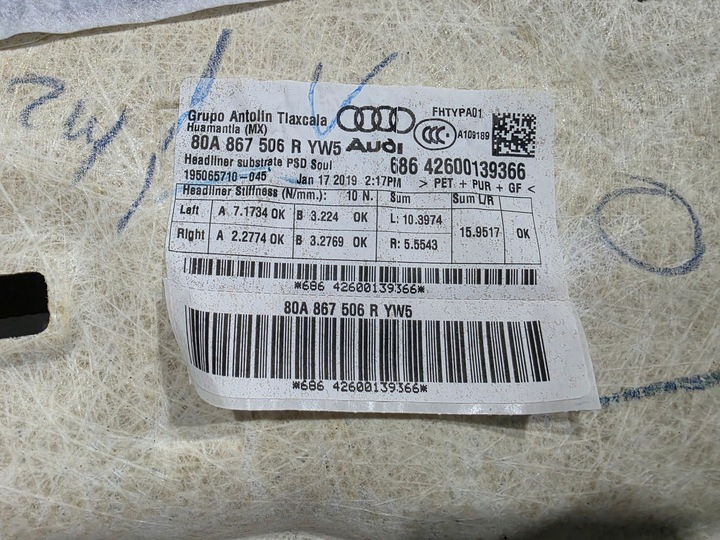 Grupo Antolin Tlaxcala
Huamantla (MX)
80A 867 506 R YW5
Audi
FHTYPA01
CCC
A109189
Headliner substrate PSD Soul
686 42600139366
195065710-045 Jan 17 2019 2:17PM > PET + PUR + GF <
Headliner Stiffness (N/mm.): 10 N. Sum Sum L/R
Left A 7.1734 OK B 3.224 OK L: 10.3974
15.9517 OK
Right A 2.2774 OK B 3.2769 OK R: 5.5543
*686 42600139366*
80A 867 506 R YW5
*686 42600139366*